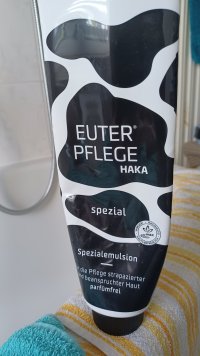 EUTER®
PFLEGE
HAKA
spezial
Spezialemulsion
die Pflege strapazierter
beanspruchter Haut
parfümfrei